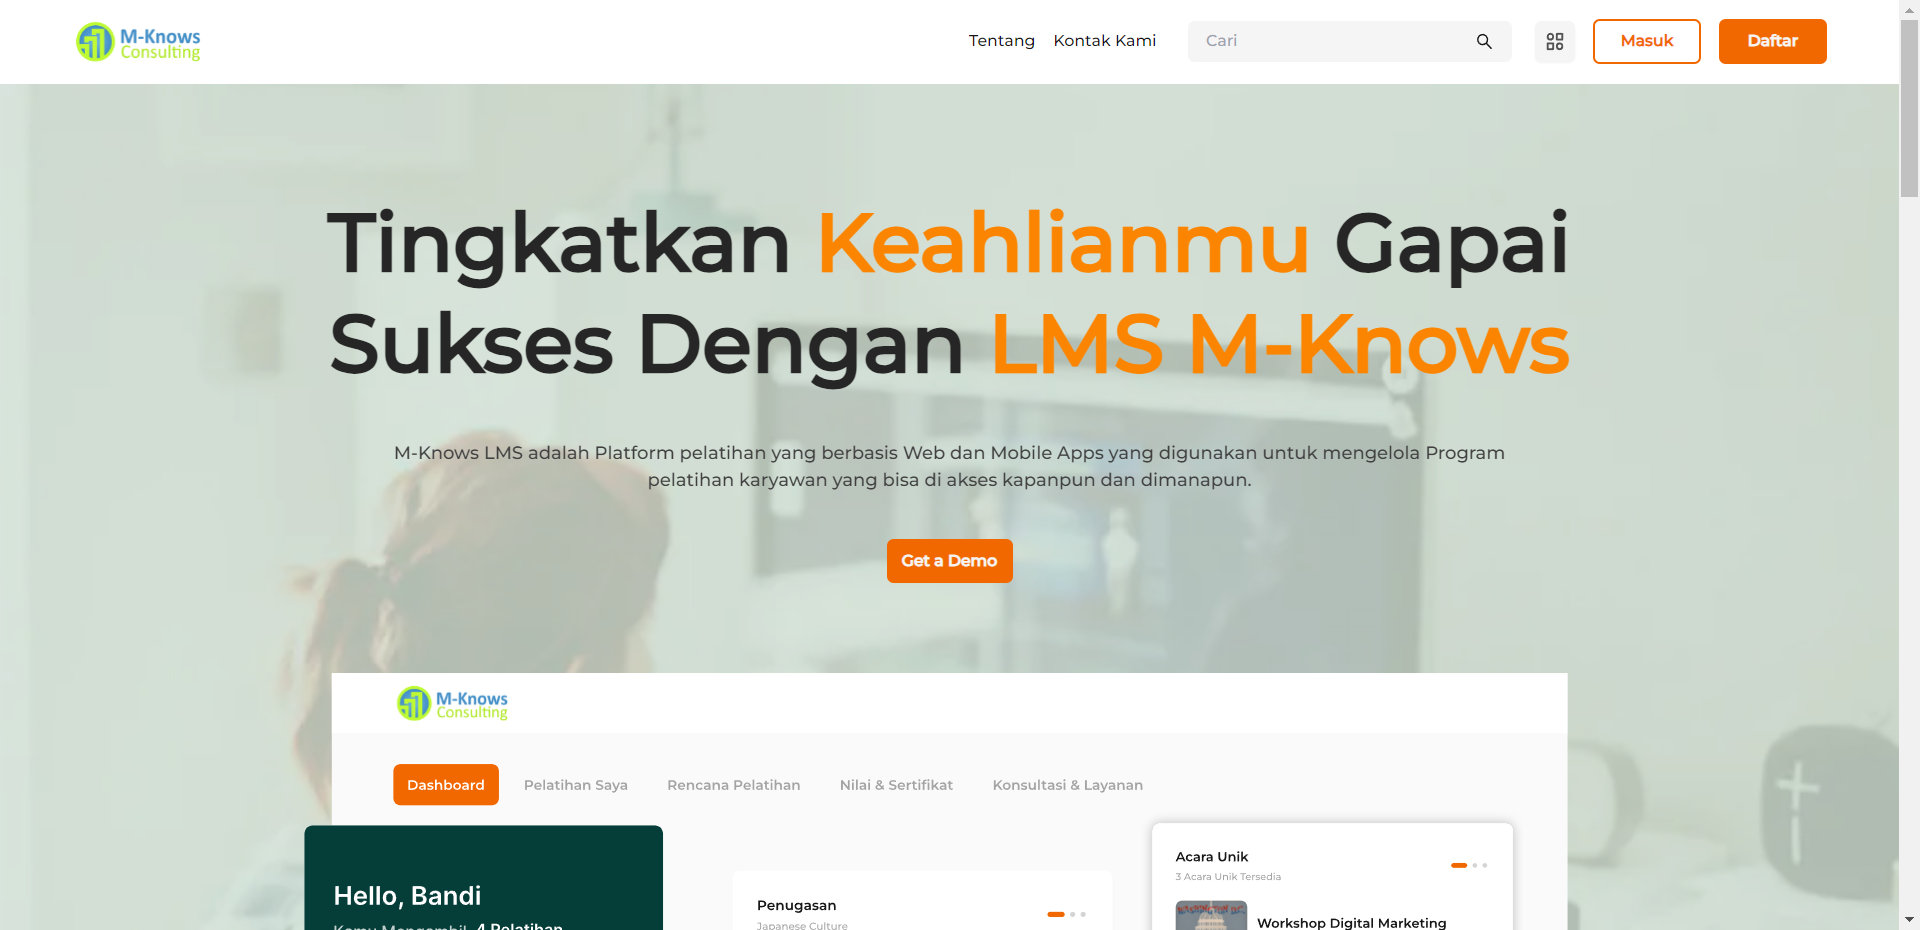 M-Knows
Consulting
Tentang
Kontak Kami
Cari
Masuk
Daftar
Tingkatkan Keahlianmu Gapai
Sukses Dengan LMS M-Knows
M-Knows LMS adalah Platform pelatihan yang berbasis Web dan Mobile Apps yang digunakan untuk mengelola Program
pelatihan karyawan yang bisa di akses kapanpun dan dimanapun.
Get a Demo
M-Knows
Consulting
Dashboard
Pelatihan Saya
Rencana Pelatihan
Nilai & Sertifikat
Konsultasi & Layanan
Hello, Bandi
Kamu Mengambil 4 Pelatihan
Penugasan
Japanese Culture
Acara Unik
3 Acara Unik Tersedia
WASHINGTON D.C.
Workshop Digital Marketing